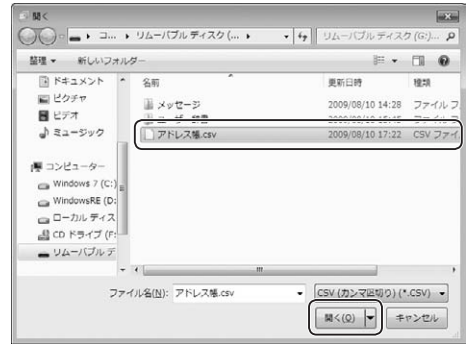 開く
コ... ▸ リムーバブル ディスク (... ▸
リムーバブル ディスク (G:)...
整理 ▼ 新しいフォルダー
ドキュメント
ピクチャ
ビデオ
ミュージック
コンピューター
Windows 7 (C:)
WindowsRE (D:
ローカル ディス
CD ドライブ (F:
リムーバブル デ
名前 更新日時 種類
メッセージ 2009/08/10 14:28 ファイル フ
アドレス帳.csv 2009/08/10 17:22 CSV ファイ
ファイル名(N): アドレス帳.csv CSV (カンマ区切り) (*.CSV)
開く(O) キャンセル